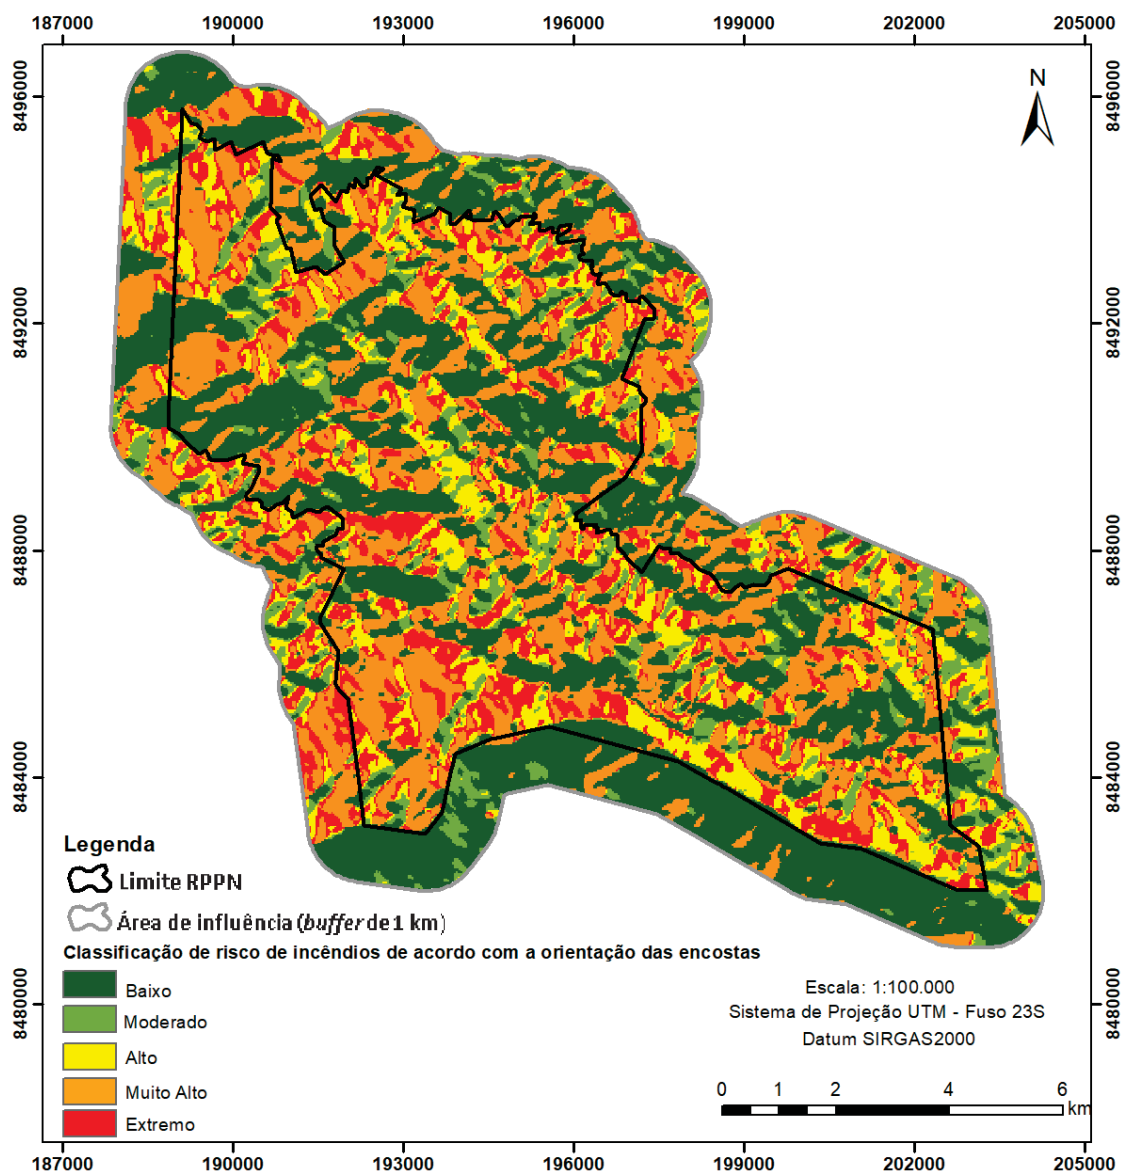 187000 190000 193000 196000 199000 202000 205000
8496000 8496000
N
8492000 8492000
8488000 8488000
8484000 8484000
Legenda
Limite RPPN
Área de influência (buffer de 1 km)
Classificação de risco de incêndios de acordo com a orientação das encostas
Baixo
Moderado
Alto
Muito Alto
Extremo
Escala: 1:100.000
Sistema de Projeção UTM - Fuso 23S
Datum SIRGAS2000
8480000 8480000
0 1 2 4 6
km
187000 190000 193000 196000 199000 202000 205000